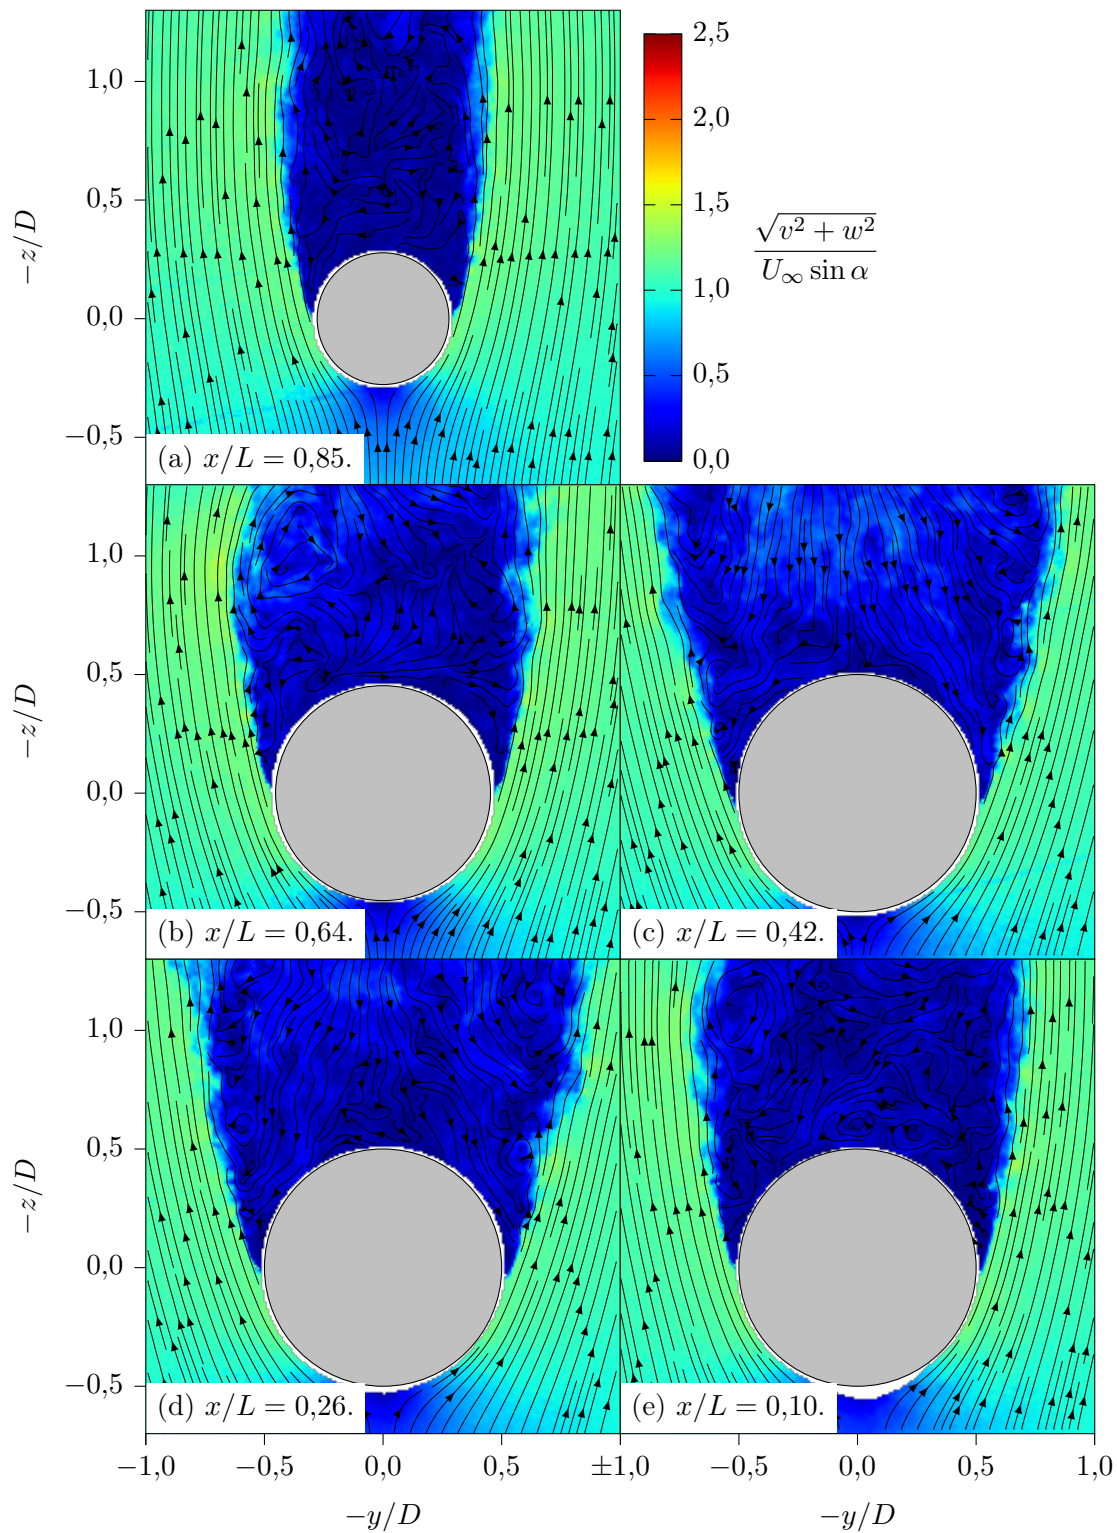 2,5
2,0
1,5
1,0
0,5
0,0
√v² + w²
U∞ sin α
−z/D
1,0
0,5
0,0
−0,5
(a) x/L = 0,85.
−z/D
1,0
0,5
0,0
−0,5
(b) x/L = 0,64.
(c) x/L = 0,42.
−z/D
1,0
0,5
0,0
−0,5
(d) x/L = 0,26.
(e) x/L = 0,10.
−1,0 −0,5 0,0 0,5 ±1,0 −0,5 0,0 0,5 1,0
−y/D −y/D